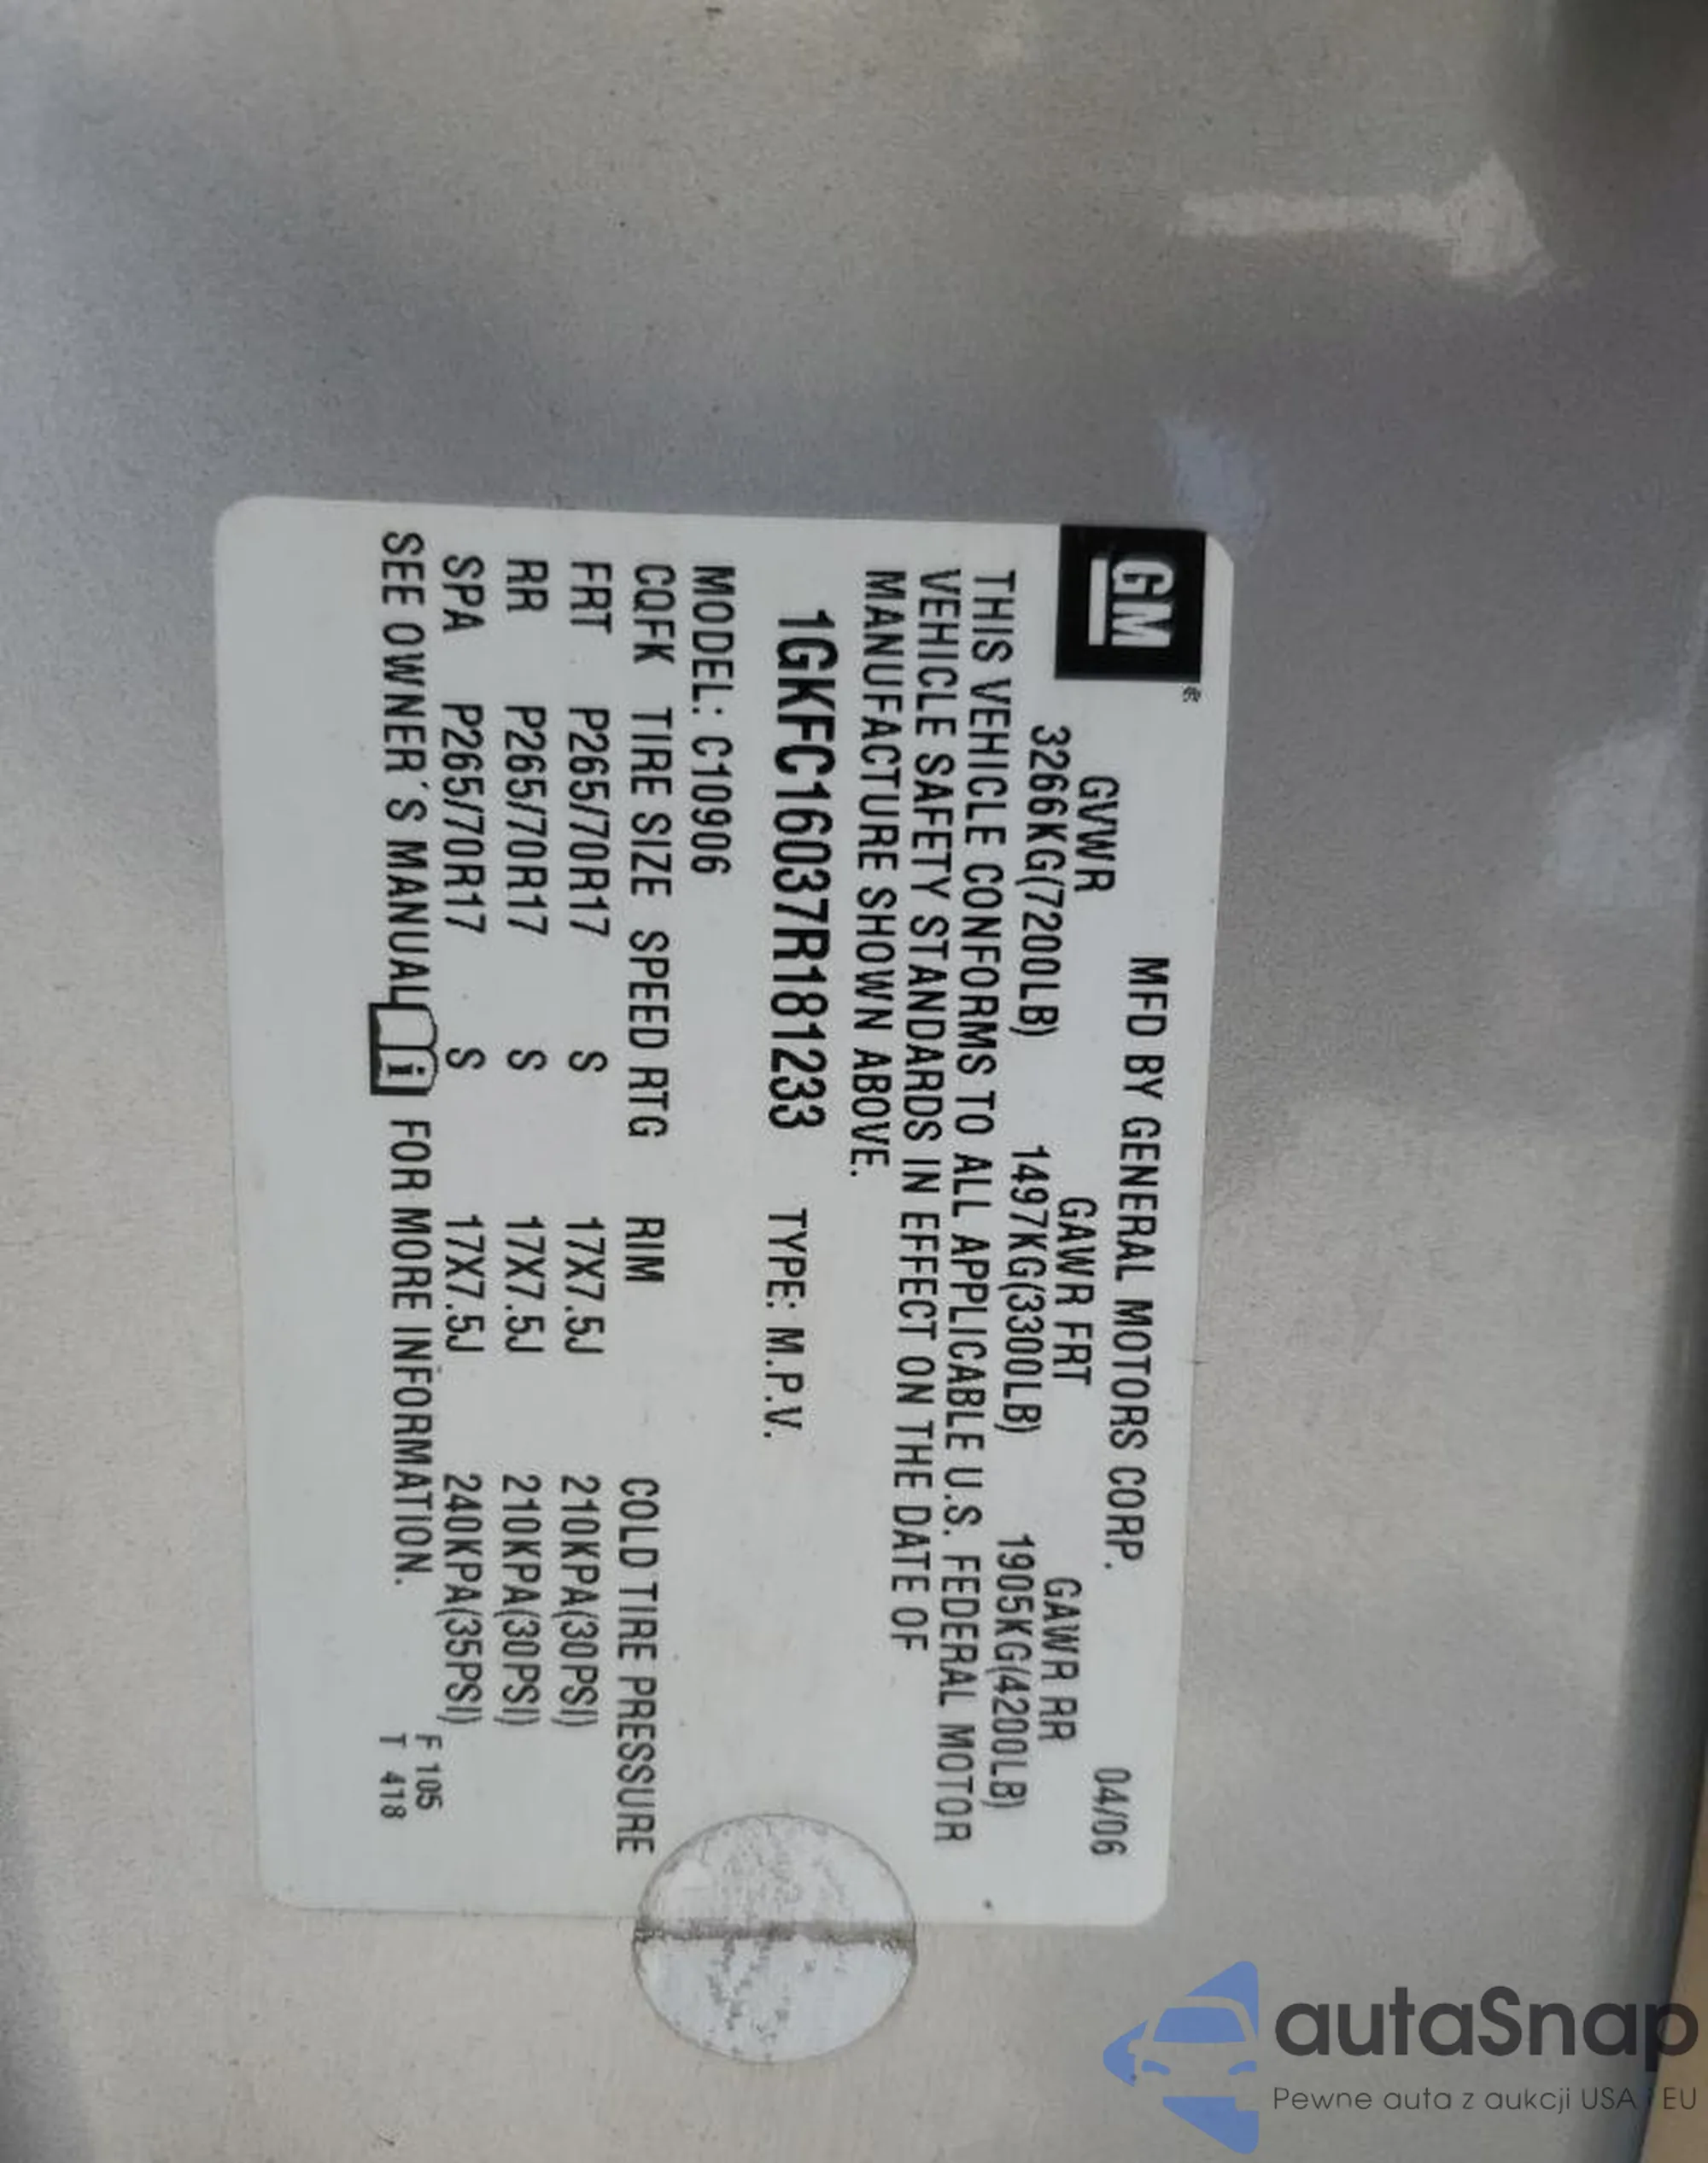 GM ®
MFD BY GENERAL MOTORS CORP. 04/06
GVWR GAWR FRT GAWR RR
3266KG(7200LB) 1497KG(3300LB) 1905KG(4200LB)
THIS VEHICLE CONFORMS TO ALL APPLICABLE U.S. FEDERAL MOTOR
VEHICLE SAFETY STANDARDS IN EFFECT ON THE DATE OF
MANUFACTURE SHOWN ABOVE.
1GKFC16037R181233 TYPE: M.P.V.
MODEL: C10906
CQFK TIRE SIZE SPEED RTG RIM COLD TIRE PRESSURE
FRT P265/70R17 S 17X7.5J 210KPA(30PSI)
RR P265/70R17 S 17X7.5J 210KPA(30PSI)
SPA P265/70R17 S 17X7.5J 240KPA(35PSI)
SEE OWNER'S MANUAL i FOR MORE INFORMATION.
F 105
T 418
autaSnap
Pewne auta z aukcji USA i EU